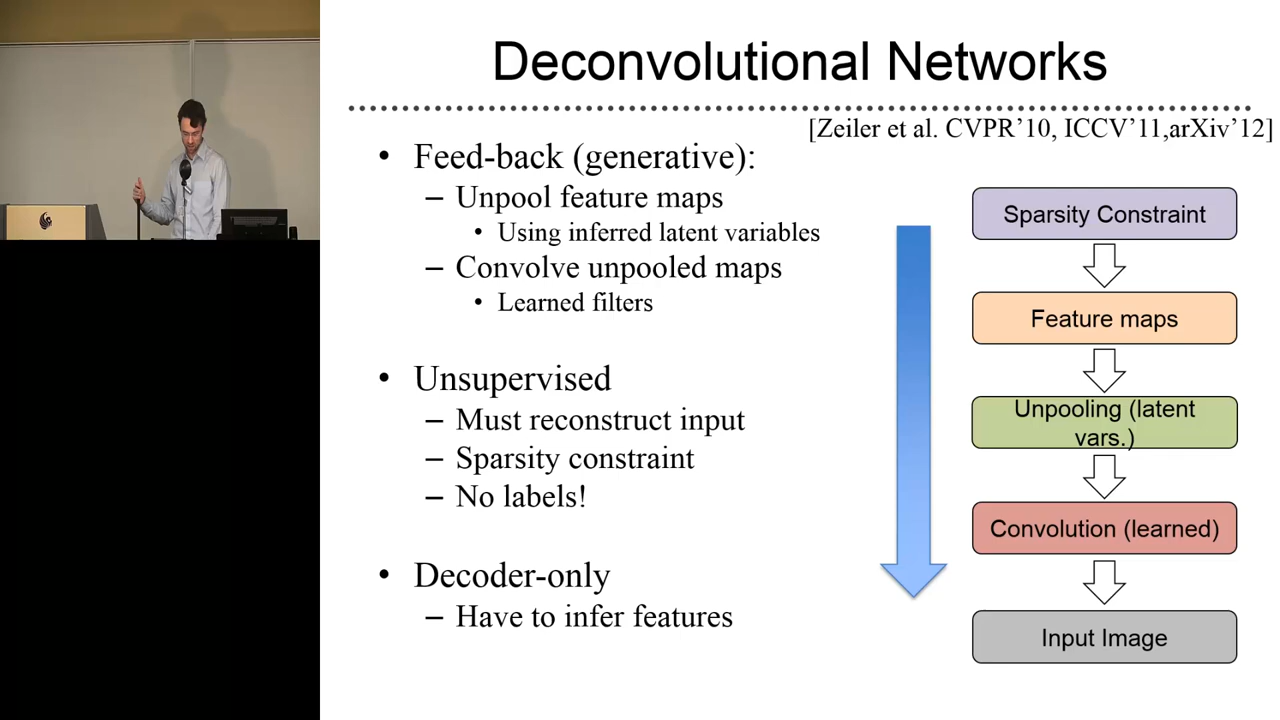 Deconvolutional Networks
[Zeiler et al. CVPR'10, ICCV'11,arXiv'12]
• Feed-back (generative):
– Unpool feature maps
• Using inferred latent variables
– Convolve unpooled maps
• Learned filters
• Unsupervised
– Must reconstruct input
– Sparsity constraint
– No labels!
• Decoder-only
– Have to infer features
Sparsity Constraint
Feature maps
Unpooling (latent
vars.)
Convolution (learned)
Input Image